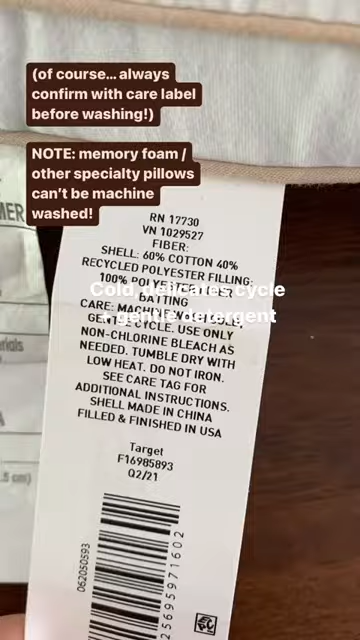 (of course... always
confirm with care label
before washing!)
NOTE: memory foam /
other specialty pillows
can't be machine
washed!
MER
RN 17730
VN 1029527
FIBER:
SHELL: 60% COTTON 40%
RECYCLED POLYESTER FILLING:
100% POLYESTER FIBER
BATTING
Cold, delicates cycle
+ gentle detergent
CARE: MACHINE
GENTLE CYCLE. USE ONLY
NON-CHLORINE BLEACH AS
NEEDED. TUMBLE DRY WITH
LOW HEAT. DO NOT IRON.
SEE CARE TAG FOR
ADDITIONAL INSTRUCTIONS.
SHELL MADE IN CHINA
FILLED & FINISHED IN USA
Target
F16985893
Q2/21
062050593
25695971602